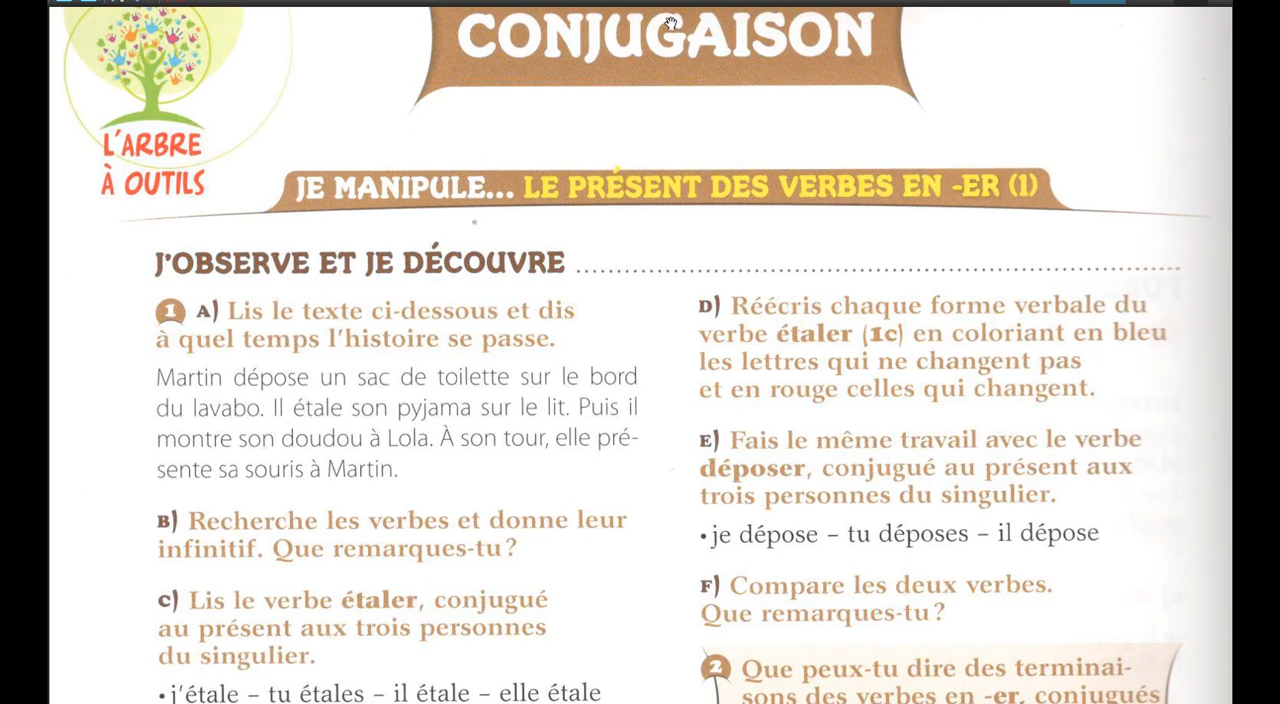 CONJUGAISON
L'ARBRE
À OUTILS
JE MANIPULE... LE PRÉSENT DES VERBES EN -ER (1)
J'OBSERVE ET JE DÉCOUVRE
1 A) Lis le texte ci-dessous et dis
à quel temps l'histoire se passe.
Martin dépose un sac de toilette sur le bord
du lavabo. Il étale son pyjama sur le lit. Puis il
montre son doudou à Lola. À son tour, elle pré-
sente sa souris à Martin.
B) Recherche les verbes et donne leur
infinitif. Que remarques-tu ?
C) Lis le verbe étaler, conjugué
au présent aux trois personnes
du singulier.
• j'étale – tu étales – il étale – elle étale
D) Réécris chaque forme verbale du
verbe étaler (1c) en coloriant en bleu
les lettres qui ne changent pas
et en rouge celles qui changent.
E) Fais le même travail avec le verbe
déposer, conjugué au présent aux
trois personnes du singulier.
• je dépose – tu déposes – il dépose
F) Compare les deux verbes.
Que remarques-tu ?
2 Que peux-tu dire des terminai-
sons des verbes en -er, conjugués